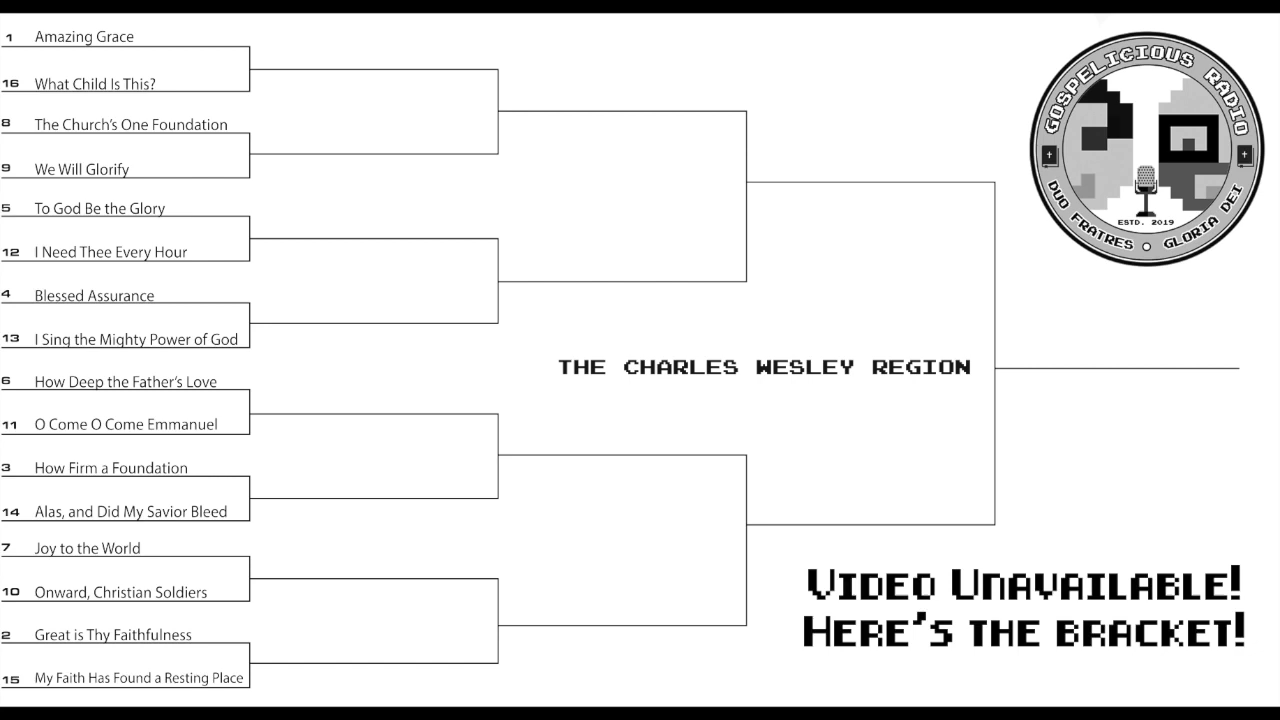 1 Amazing Grace
16 What Child Is This?
8 The Church's One Foundation
9 We Will Glorify
5 To God Be the Glory
12 I Need Thee Every Hour
4 Blessed Assurance
13 I Sing the Mighty Power of God
6 How Deep the Father's Love
11 O Come O Come Emmanuel
3 How Firm a Foundation
14 Alas, and Did My Savior Bleed
7 Joy to the World
10 Onward, Christian Soldiers
2 Great is Thy Faithfulness
15 My Faith Has Found a Resting Place
THE CHARLES WESLEY REGION
GOSPELICIOUS RADIO
ESTD. 2019
DUO FRATRES ○ GLORIA DEI
VIDEO UNAVAILABLE!
HERE'S THE BRACKET!